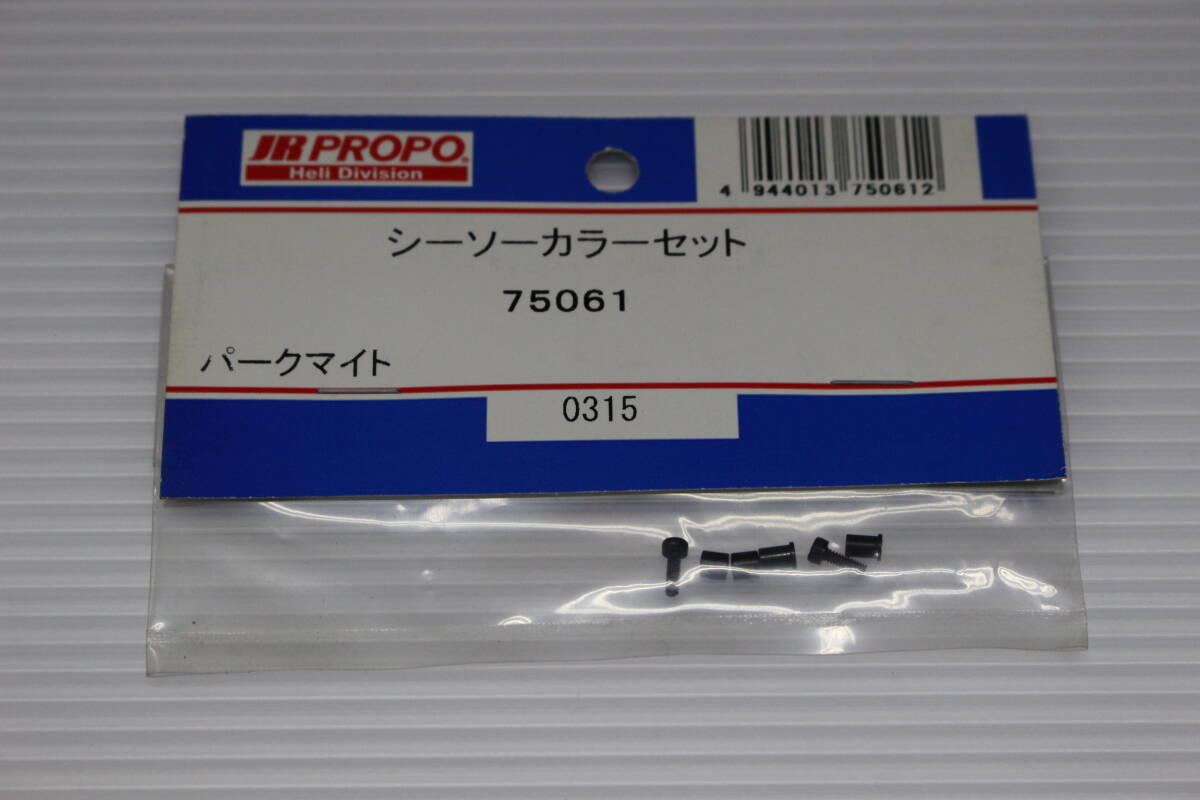 JR PROPO®
Heli Division
4 944013 750612
シーソーカラーセット
75061
パークマイト
0315